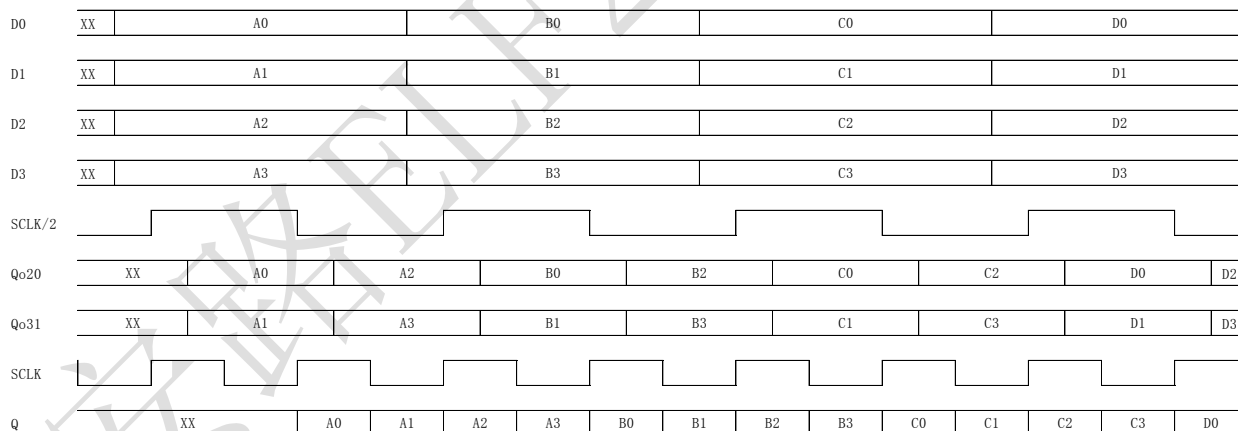 D0 XX A0 B0 C0 D0
D1 XX A1 B1 C1 D1
D2 XX A2 B2 C2 D2
D3 XX A3 B3 C3 D3
SCLK/2
Qo20 XX A0 A2 B0 B2 C0 C2 D0 D2
Qo31 XX A1 A3 B1 B3 C1 C3 D1 D3
SCLK
Q XX A0 A1 A2 A3 B0 B1 B2 B3 C0 C1 C2 C3 D0